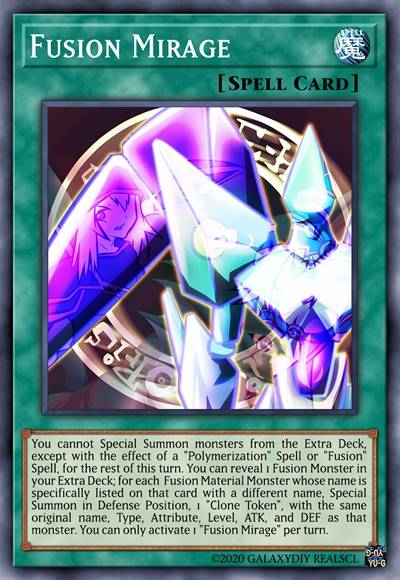 Fusion Mirage
SPELL
魔
[Spell Card]
You cannot Special Summon monsters from the Extra Deck,
except with the effect of a "Polymerization" Spell or "Fusion"
Spell, for the rest of this turn. You can reveal 1 Fusion Monster in
your Extra Deck; for each Fusion Material Monster whose name is
specifically listed on that card with a different name, Special
Summon in Defense Position, 1 "Clone Token", with the same
original name, Type, Attribute, Level, ATK, and DEF as that
monster. You can only activate 1 "Fusion Mirage" per turn.
©2020 GALAXYDIY REALSCL